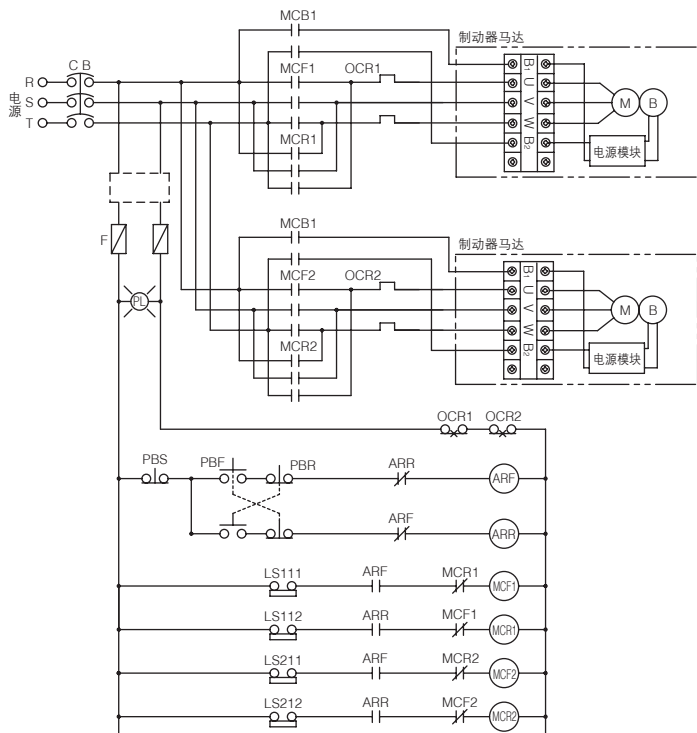 MCB1
制动器马达
C B
R
MCF1
OCR1
B1
U
V
W
B2
电源
S
T
M
B
MCR1
电源模块
F
MCB1
制动器马达
MCF2
OCR2
B1
U
V
W
B2
PL
M
B
MCR2
电源模块
OCR1
OCR2
PBS
PBF
PBR
ARR
ARF
ARF
ARR
LS111
ARF
MCR1
MCF1
LS112
ARR
MCF1
MCR1
LS211
ARF
MCR2
MCF2
LS212
ARR
MCF2
MCR2